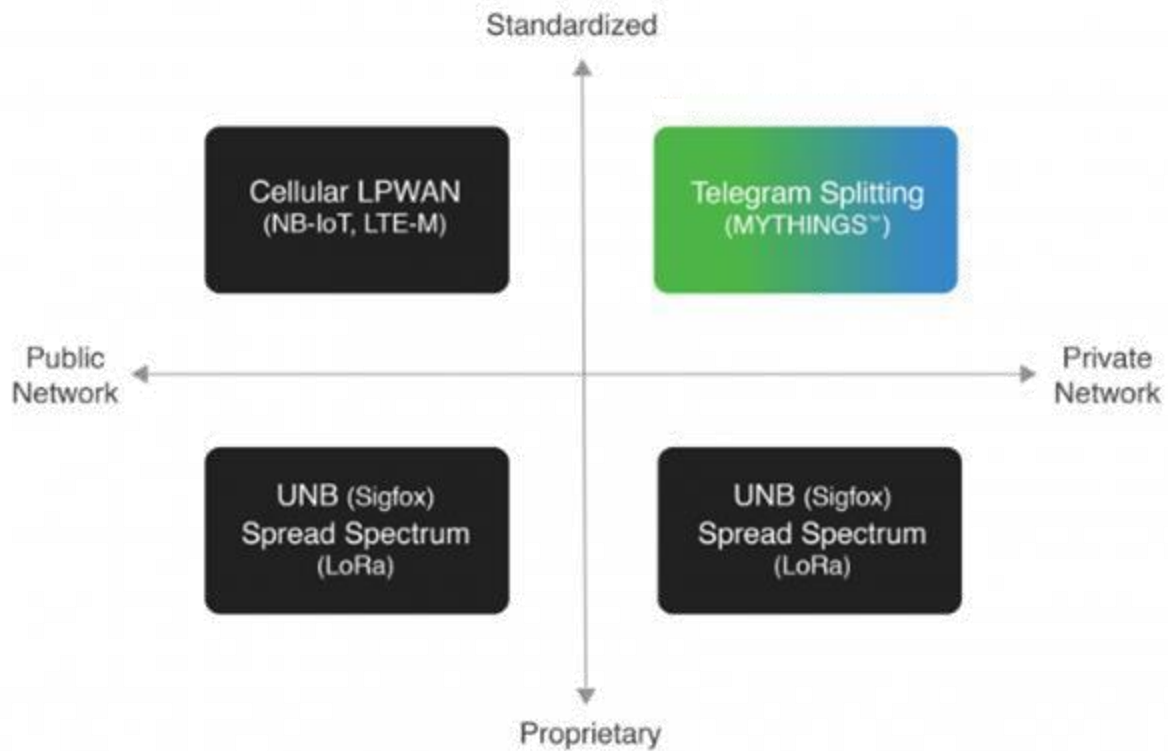 Standardized
Cellular LPWAN
(NB-IoT, LTE-M)
Telegram Splitting
(MYTHINGS™)
Public
Network
Private
Network
UNB (Sigfox)
Spread Spectrum
(LoRa)
UNB (Sigfox)
Spread Spectrum
(LoRa)
Proprietary